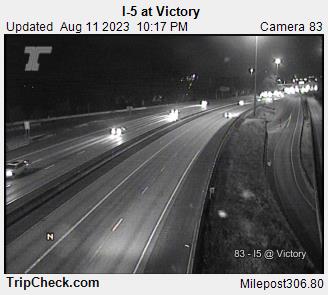 I-5 at Victory
Updated Aug 11 2023 10:17 PM Camera 83
T
N
83 - I5 @ Victory
TripCheck.com Milepost306.80